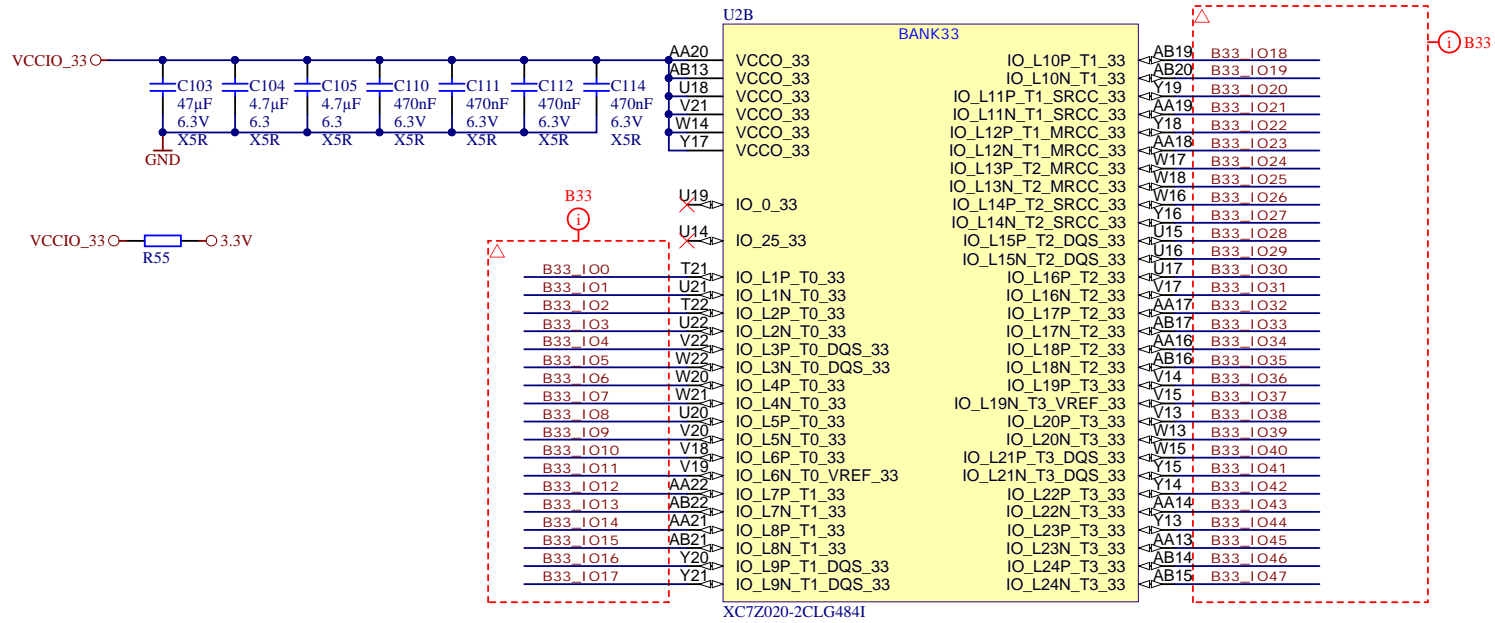 U2B
BANK33
VCCIO_33
C103
47µF
6.3V
X5R
C104
4.7µF
6.3
X5R
C105
4.7µF
6.3V
X5R
C110
470nF
6.3V
X5R
C111
470nF
6.3V
X5R
C112
470nF
6.3V
X5R
C114
470nF
6.3V
X5R
GND
AA20 VCCO_33
AB13 VCCO_33
U18 VCCO_33
V21 VCCO_33
W14 VCCO_33
Y17 VCCO_33
U19 IO_0_33
U14 IO_25_33
VCCIO_33 R55 3.3V
B33
i
B33_IO0 T21 IO_L1P_T0_33
B33_IO1 U21 IO_L1N_T0_33
B33_IO2 T22 IO_L2P_T0_33
B33_IO3 U22 IO_L2N_T0_33
B33_IO4 V22 IO_L3P_T0_DQS_33
B33_IO5 W22 IO_L3N_T0_DQS_33
B33_IO6 W20 IO_L4P_T0_33
B33_IO7 W21 IO_L4N_T0_33
B33_IO8 U20 IO_L5P_T0_33
B33_IO9 V20 IO_L5N_T0_33
B33_IO10 V18 IO_L6P_T0_33
B33_IO11 V19 IO_L6N_T0_VREF_33
B33_IO12 AA22 IO_L7P_T1_33
B33_IO13 AB22 IO_L7N_T1_33
B33_IO14 AA21 IO_L8P_T1_33
B33_IO15 AB21 IO_L8N_T1_33
B33_IO16 Y20 IO_L9P_T1_DQS_33
B33_IO17 Y21 IO_L9N_T1_DQS_33
IO_L10P_T1_33 AB19 B33_IO18
IO_L10N_T1_33 AB20 B33_IO19
IO_L11P_T1_SRCC_33 Y19 B33_IO20
IO_L11N_T1_SRCC_33 AA19 B33_IO21
IO_L12P_T1_MRCC_33 Y18 B33_IO22
IO_L12N_T1_MRCC_33 AA18 B33_IO23
IO_L13P_T2_MRCC_33 W17 B33_IO24
IO_L13N_T2_MRCC_33 W18 B33_IO25
IO_L14P_T2_SRCC_33 W16 B33_IO26
IO_L14N_T2_SRCC_33 Y16 B33_IO27
IO_L15P_T2_DQS_33 U15 B33_IO28
IO_L15N_T2_DQS_33 U16 B33_IO29
IO_L16P_T2_33 U17 B33_IO30
IO_L16N_T2_33 V17 B33_IO31
IO_L17P_T2_33 AA17 B33_IO32
IO_L17N_T2_33 AB17 B33_IO33
IO_L18P_T2_33 AA16 B33_IO34
IO_L18N_T2_33 AB16 B33_IO35
IO_L19P_T3_33 V14 B33_IO36
IO_L19N_T3_VREF_33 V15 B33_IO37
IO_L20P_T3_33 V13 B33_IO38
IO_L20N_T3_33 W13 B33_IO39
IO_L21P_T3_DQS_33 W15 B33_IO40
IO_L21N_T3_DQS_33 Y15 B33_IO41
IO_L22P_T3_33 Y14 B33_IO42
IO_L22N_T3_33 AA14 B33_IO43
IO_L23P_T3_33 Y13 B33_IO44
IO_L23N_T3_33 AA13 B33_IO45
IO_L24P_T3_33 AB14 B33_IO46
IO_L24N_T3_33 AB15 B33_IO47
i B33
XC7Z020-2CLG484I